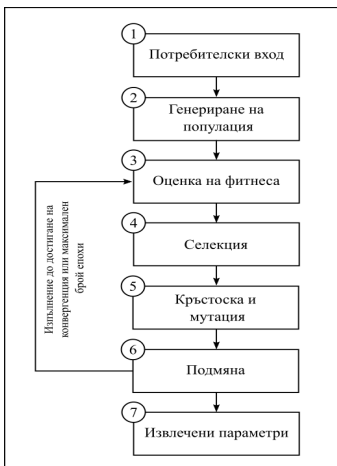 1
Потребителски вход
2
Генериране на
популация
3
Оценка на фитнеса
4
Селекция
5
Кръстоска и
мутация
6
Подмяна
7
Извлечени параметри
Изпълнение до достигане на
конвергенция или максимален
брой епохи